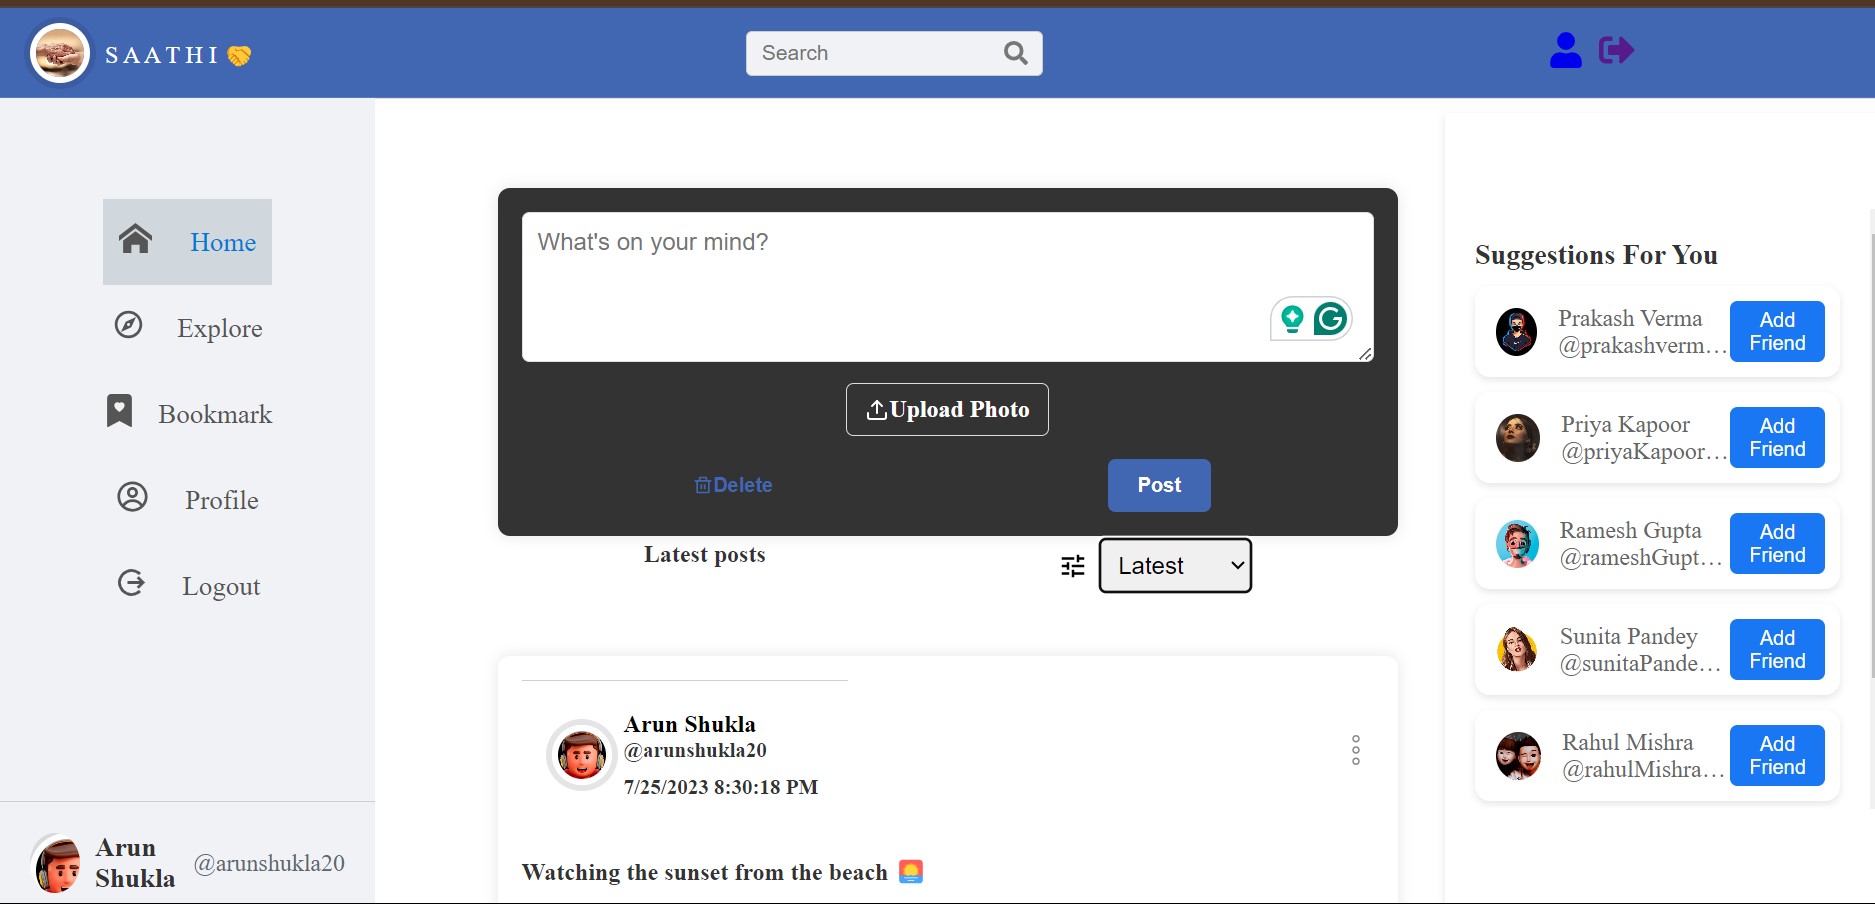 SAATHI🤝
Search
Home
Explore
Bookmark
Profile
Logout
Arun
Shukla
@arunshukla20
What's on your mind?
Upload Photo
Delete
Post
Latest posts
Latest
Arun Shukla
@arunshukla20
7/25/2023 8:30:18 PM
Watching the sunset from the beach 🌅
Suggestions For You
Prakash Verma
@prakashverm...
Add
Friend
Priya Kapoor
@priyaKapoor...
Add
Friend
Ramesh Gupta
@rameshGupt...
Add
Friend
Sunita Pandey
@sunitaPande...
Add
Friend
Rahul Mishra
@rahulMishra...
Add
Friend